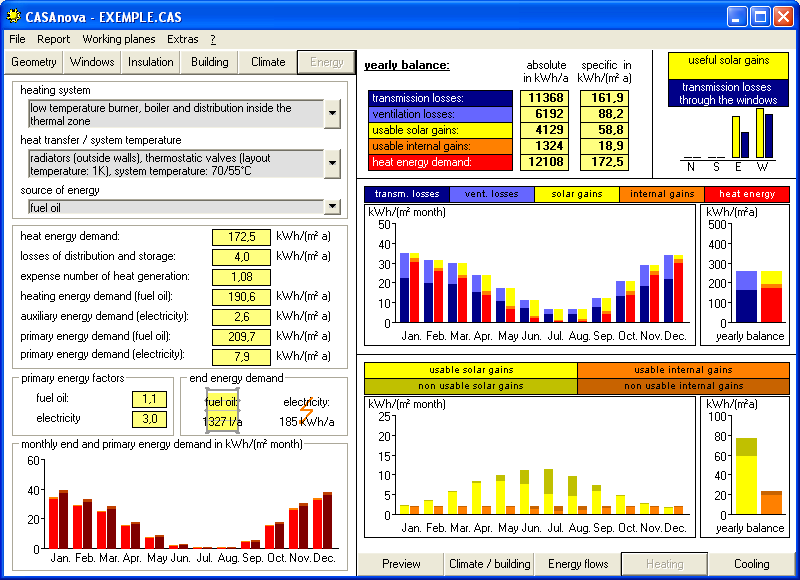 CASAnova - EXEMPLE.CAS
File Report Working planes Extras ?
Geometry Windows Insulation Building Climate Energy
heating system
low temperature burner, boiler and distribution inside the
thermal zone
heat transfer / system temperature
radiators (outside walls), thermostatic valves (layout
temperature: 1K), system temperature: 70/55°C
source of energy
fuel oil
heat energy demand: 172,5 kWh/(m² a)
losses of distribution and storage: 4,0 kWh/(m² a)
expense number of heat generation: 1,08
heating energy demand (fuel oil): 190,6 kWh/(m² a)
auxiliary energy demand (electricity): 2,6 kWh/(m² a)
primary energy demand (fuel oil): 209,7 kWh/(m² a)
primary energy demand (electricity): 7,9 kWh/(m² a)
primary energy factors
fuel oil: 1,1
electricity 3,0
end energy demand
fuel oil: electricity:
1327 l/a 185 kWh/a
monthly end and primary energy demand in kWh/(m² month)
60
40
20
0
Jan. Feb. Mar. Apr. May Jun. Jul. Aug. Sep. Oct. Nov. Dec.
yearly balance: absolute specific in
in kWh/a kWh/(m² a)
transmission losses: 11368 161,9
ventilation losses: 6192 88,2
usable solar gains: 4129 58,8
usable internal gains: 1324 18,9
heat energy demand: 12108 172,5
useful solar gains
transmission losses
through the windows
N S E W
transm. losses vent. losses solar gains internal gains heat energy
kWh/(m² month)
50
40
30
20
10
0
Jan. Feb. Mar. Apr. May Jun. Jul. Aug. Sep. Oct. Nov. Dec.
kWh/(m² a)
500
400
300
200
100
0
yearly balance
usable solar gains usable internal gains
non usable solar gains non usable internal gains
kWh/(m² month)
25
20
15
10
5
0
Jan. Feb. Mar. Apr. May Jun. Jul. Aug. Sep. Oct. Nov. Dec.
kWh/(m²a)
100
80
60
40
20
0
yearly balance
Preview Climate / building Energy flows Heating Cooling